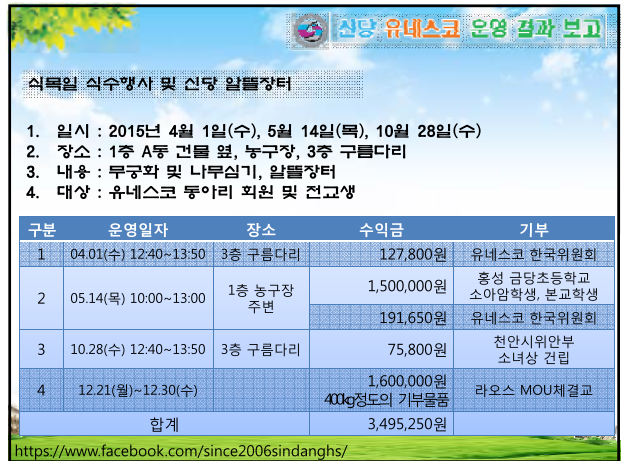 신당 유네스코 운영 결과 보고
식목일 식수행사 및 신당 알뜰장터
1. 일시 : 2015년 4월 1일(수), 5월 14일(목), 10월 28일(수)
2. 장소 : 1층 A동 건물 옆, 농구장, 3층 구름다리
3. 내용 : 무궁화 및 나무심기, 알뜰장터
4. 대상 : 유네스코 동아리 회원 및 전교생
구분 운영일자 장소 수익금 기부
1 04.01(수) 12:40~13:50 3층 구름다리 127,800원 유네스코 한국위원회
2 05.14(목) 10:00~13:00 1층 농구장 주변 1,500,000원 홍성 금당초등학교
소아암학생, 본교학생
191,650원 유네스코 한국위원회
3 10.28(수) 12:40~13:50 3층 구름다리 75,800원 천안시위안부
소녀상 건립
4 12.21(월)~12.30(수) 1,600,000원 라오스 MOU체결교
400kg정도의 기부물품
합계 3,495,250원
https://www.facebook.com/since2006sindanghs/